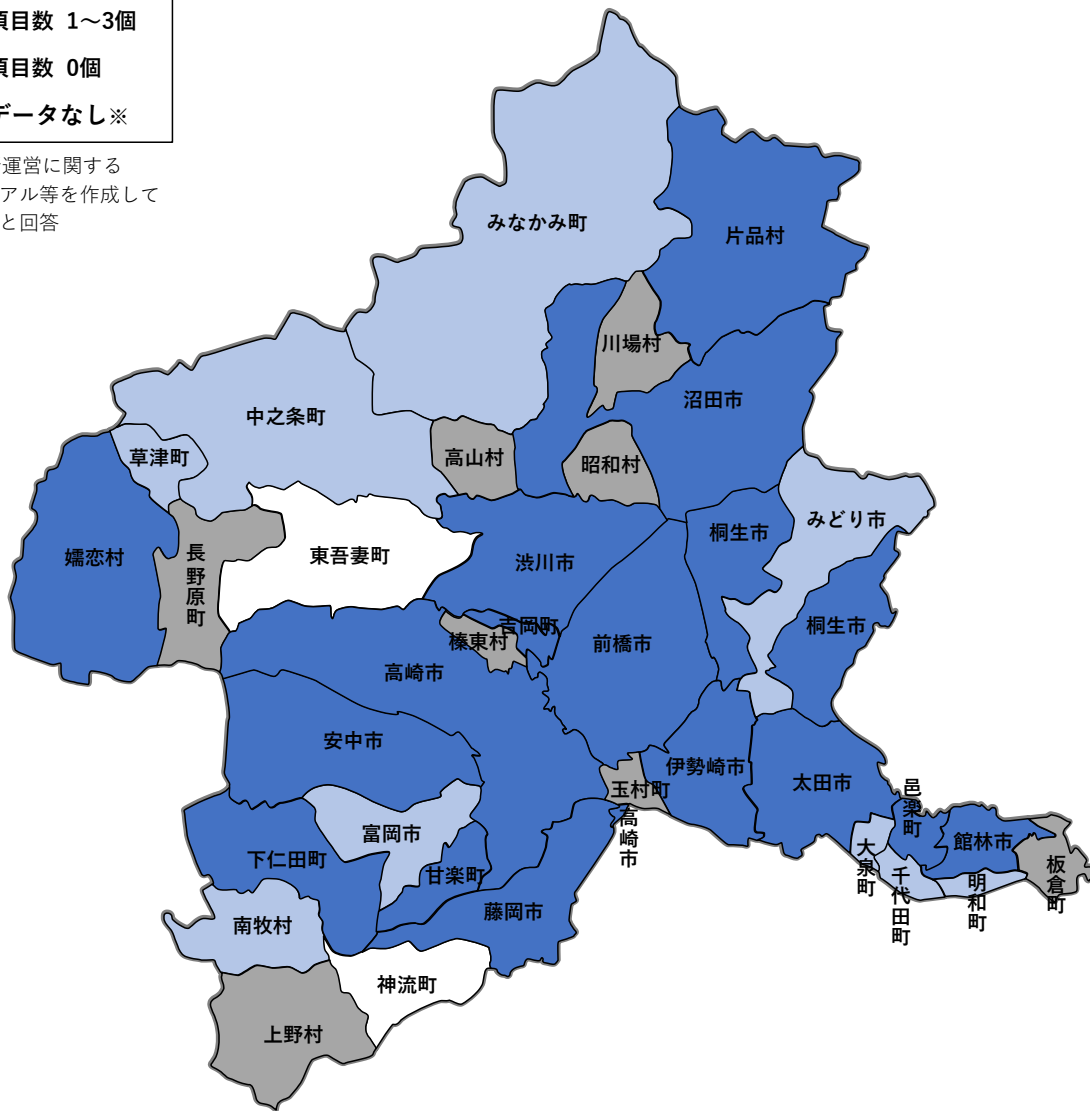 項目数 1～3個
項目数 0個
データなし※
運営に関する
アル等を作成して
と回答
みなかみ町
片品村
川場村
沼田市
中之条町
草津町
高山村
昭和村
みどり市
桐生市
嬬恋村
長野原町
東吾妻町
渋川市
吉岡町
榛東村
前橋市
桐生市
高崎市
安中市
伊勢崎市
太田市
玉村町
高崎市
邑楽町
富岡市
下仁田町
甘楽町
大泉町
館林市
板倉町
千代田町
明和町
藤岡市
南牧村
神流町
上野村